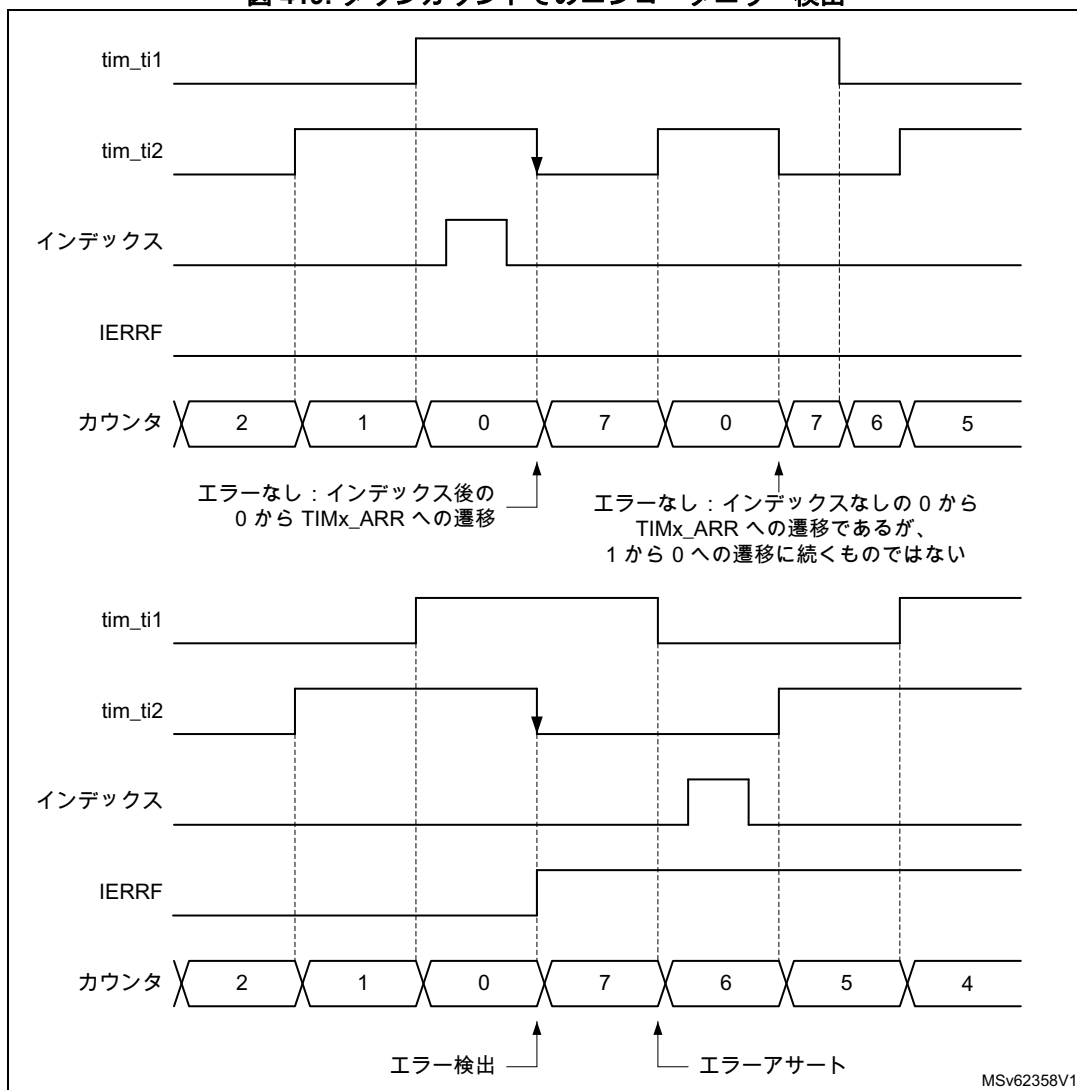 tim_ti1
tim_ti2
インデックス
IERRF
カウンタ 2 1 0 7 0 7 6 5
エラーなし：インデックス後の
0 から TIMx_ARR への遷移
エラーなし：インデックスなしの 0 から
TIMx_ARR への遷移であるが、
1 から 0 への遷移に続くものではない
tim_ti1
tim_ti2
インデックス
IERRF
カウンタ 2 1 0 7 6 5 4
エラー検出
エラーアサート
MSv62358V1